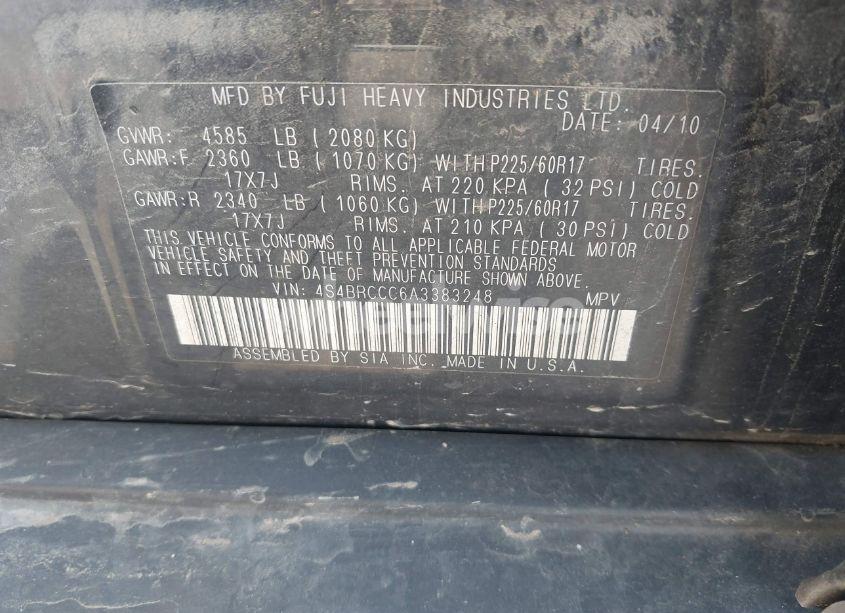 MFD BY FUJI HEAVY INDUSTRIES LTD.
DATE: 04/10
GVWR: 4585 LB ( 2080 KG)
GAWR:F 2360 LB ( 1070 KG) WITH P225/60R17 TIRES.
17X7J RIMS. AT 220 KPA ( 32 PSI) COLD
GAWR:R 2340 LB ( 1060 KG) WITH P225/60R17 TIRES.
17X7J RIMS. AT 210 KPA ( 30 PSI) COLD
THIS VEHICLE CONFORMS TO ALL APPLICABLE FEDERAL MOTOR
VEHICLE SAFETY AND THEFT PREVENTION STANDARDS
IN EFFECT ON THE DATE OF MANUFACTURE SHOWN ABOVE.
VIN: 4S4BRCCC6A3383248 MPV
ASSEMBLED BY SIA INC. MADE IN U.S.A.